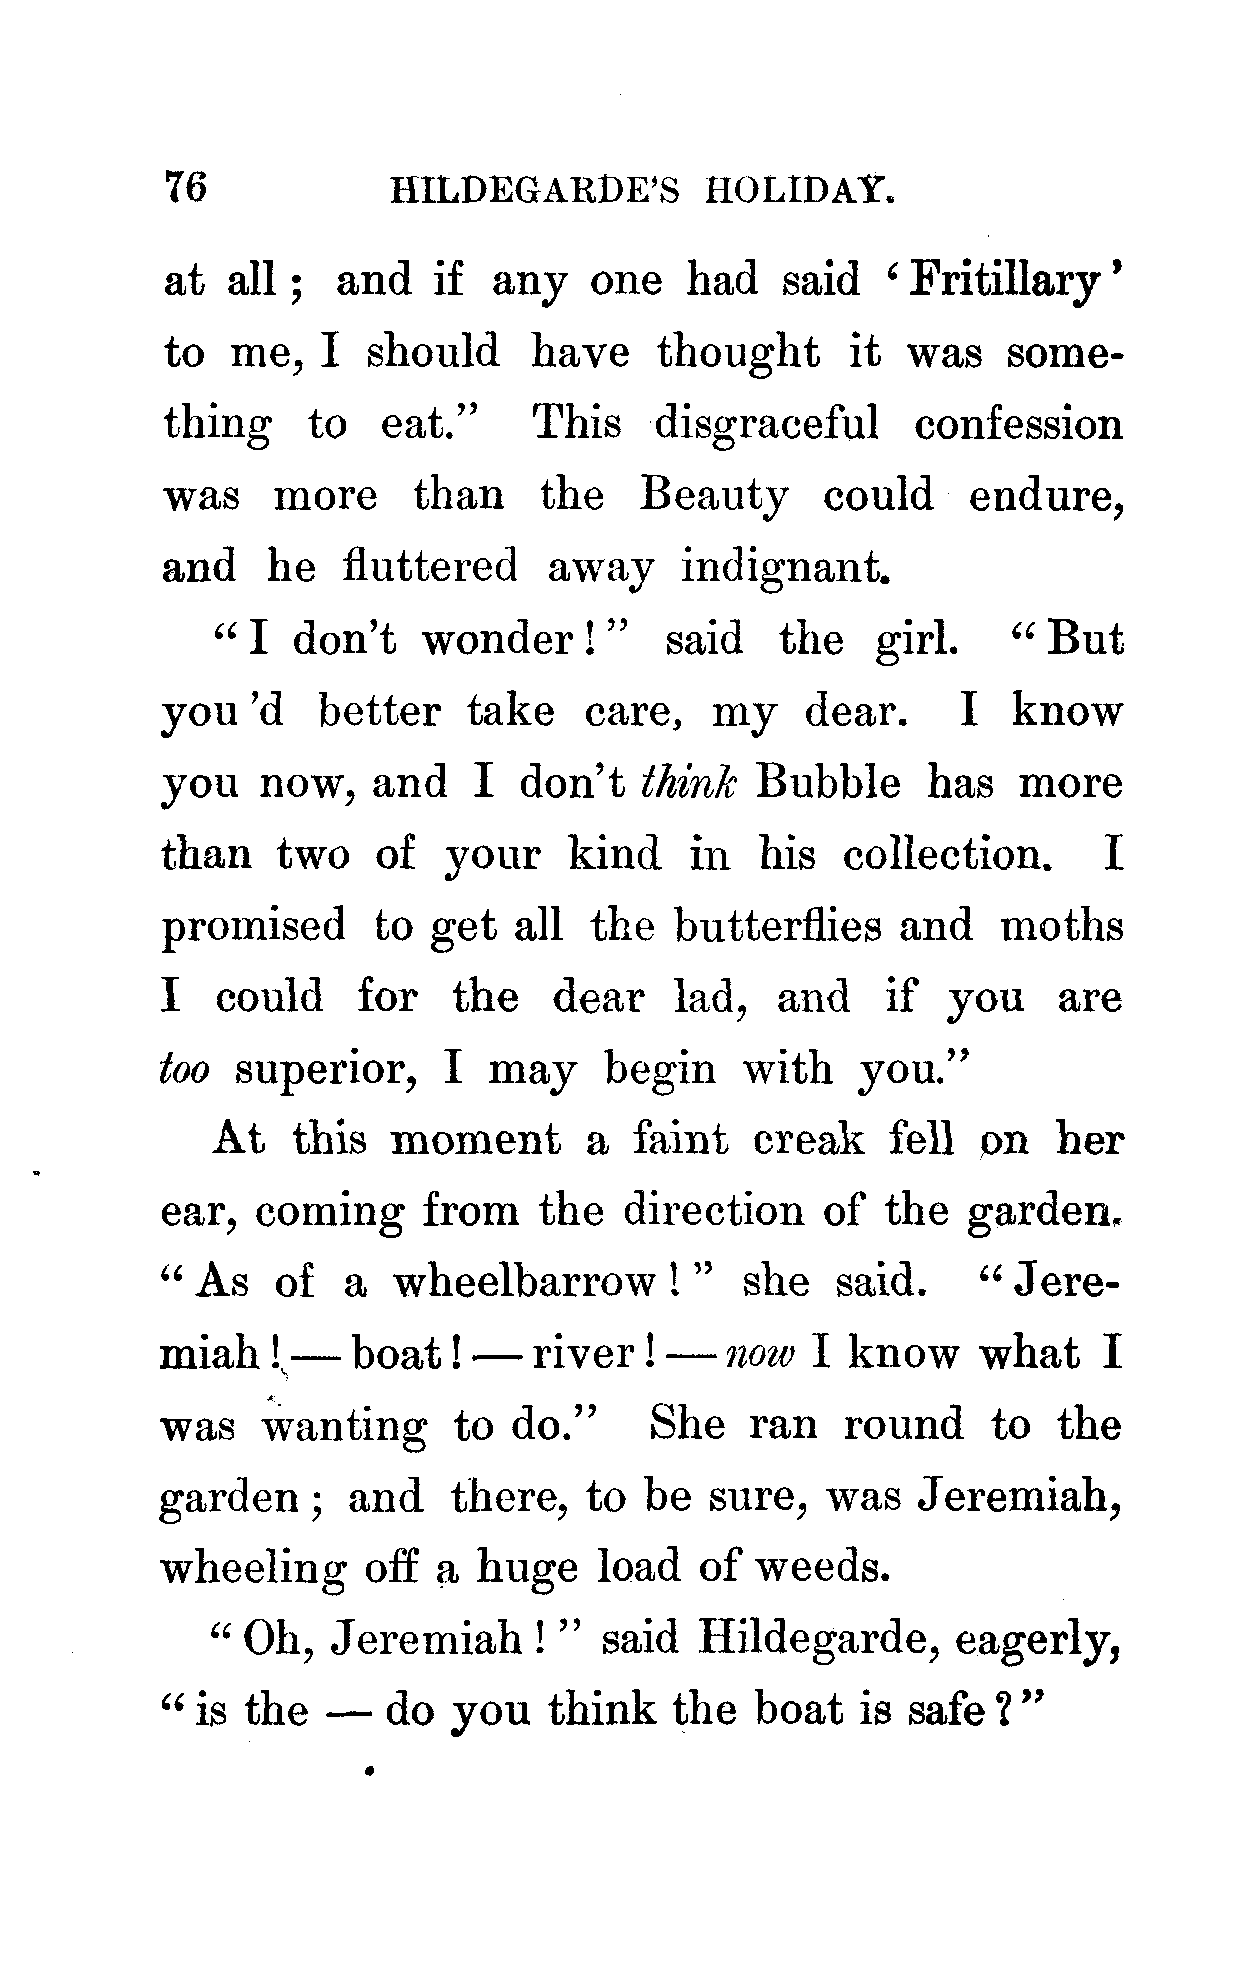 76 HILDEGARDE'S HOLIDAY.
at all; and if any one had said 'Fritillary'
to me, I should have thought it was some-
thing to eat." This disgraceful confession
was more than the Beauty could endure,
and he fluttered away indignant.
"I don't wonder!" said the girl. "But
you 'd better take care, my dear. I know
you now, and I don't think Bubble has more
than two of your kind in his collection. I
promised to get all the butterflies and moths
I could for the dear lad, and if you are
too superior, I may begin with you."
At this moment a faint creak fell on her
ear, coming from the direction of the garden.
"As of a wheelbarrow!" she said. "Jere-
miah!—boat!—river!—now I know what I
was wanting to do." She ran round to the
garden; and there, to be sure, was Jeremiah,
wheeling off a huge load of weeds.
"Oh, Jeremiah!" said Hildegarde, eagerly,
"is the — do you think the boat is safe?"